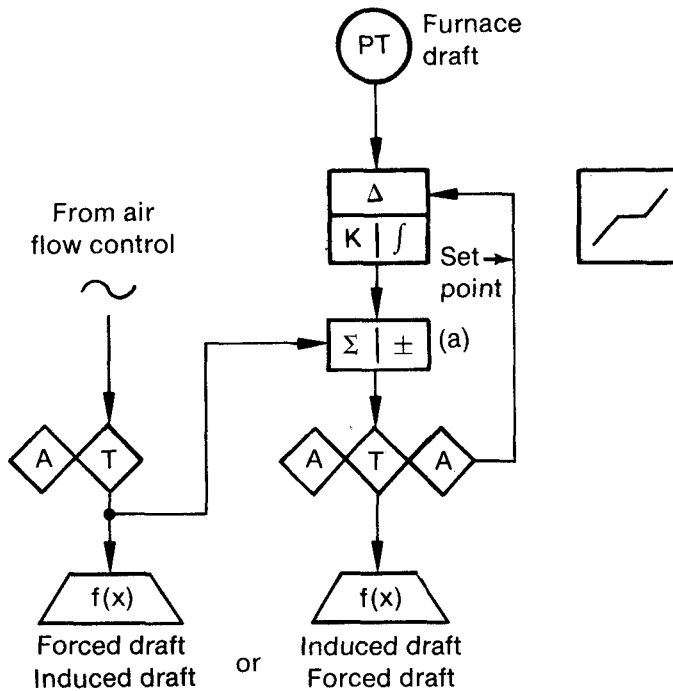 PT
Furnace
draft
Δ
K ∫
From air
flow control
Set
point
Σ ± (a)
A T
A T A
f(x)
f(x)
Forced draft
Induced draft
or
Induced draft
Forced draft